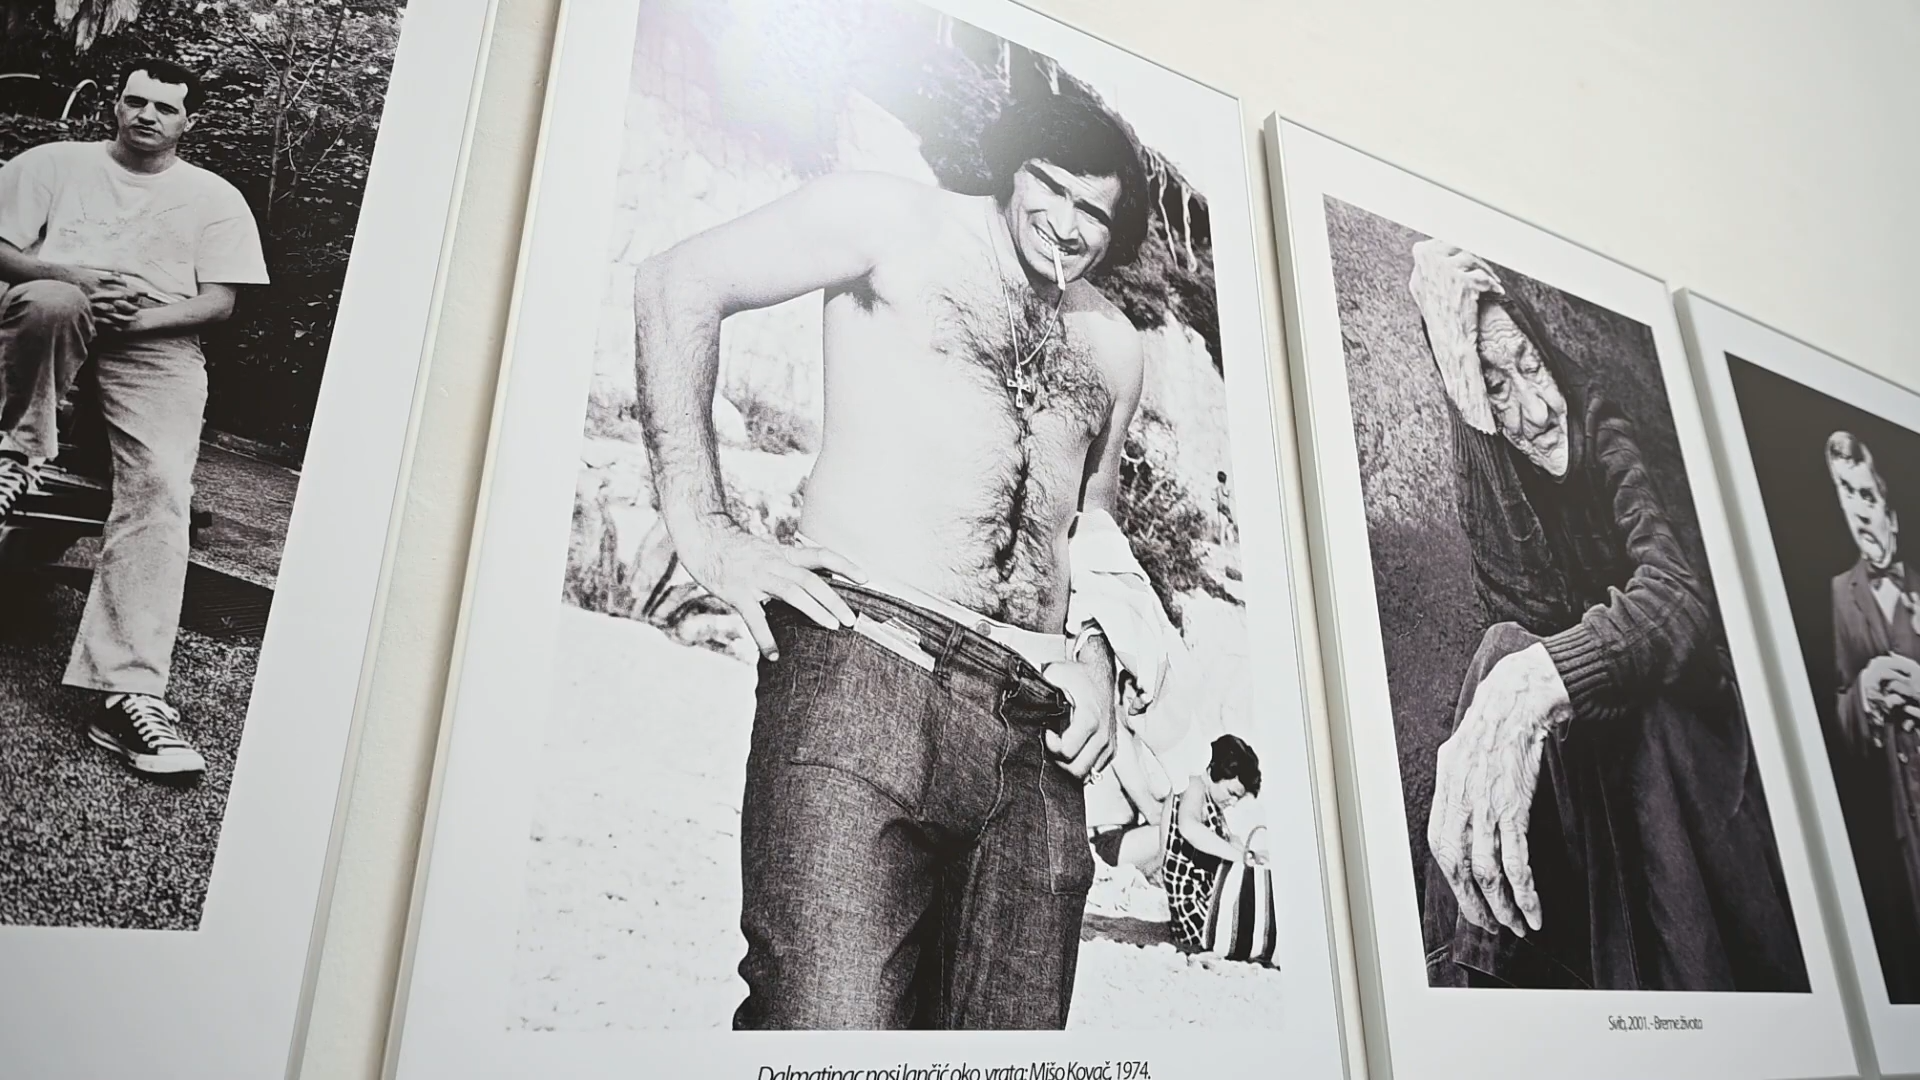 Dalmatinac nosi lančić oko vrata: Mišo Kovač, 1974.
Svib, 2001. - Breme života